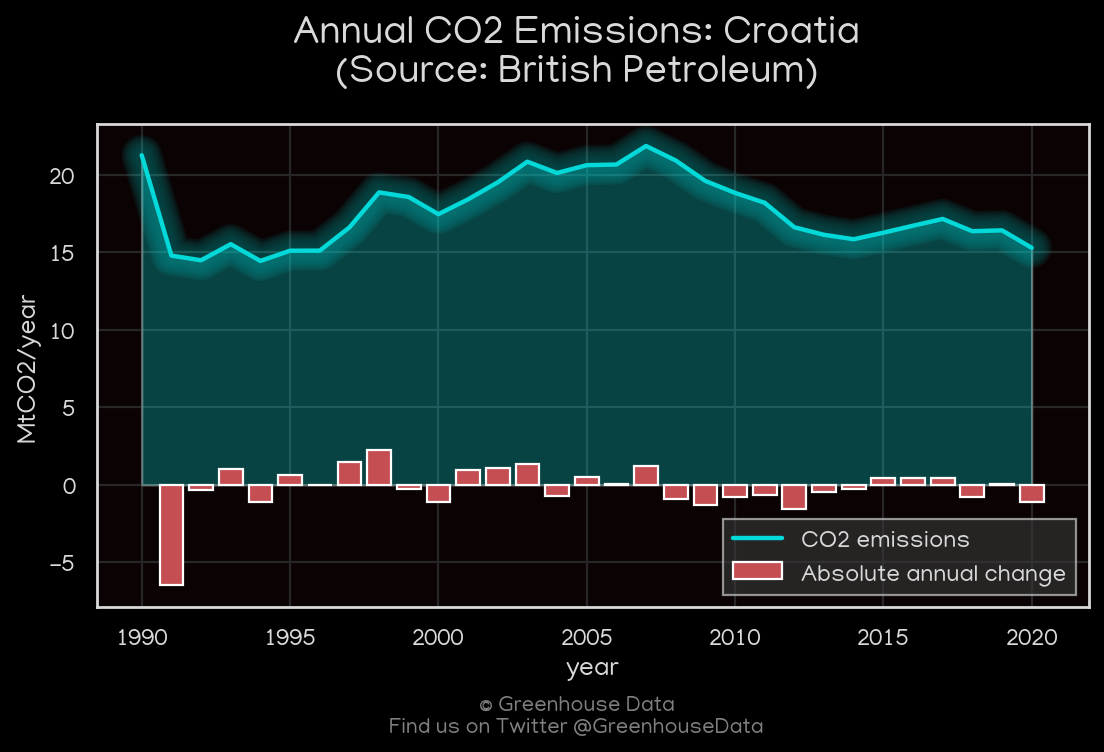 Annual CO2 Emissions: Croatia
(Source: British Petroleum)
MtCO2/year
20
15
10
5
0
−5
CO2 emissions
Absolute annual change
1990 1995 2000 2005 2010 2015 2020
year
© Greenhouse Data
Find us on Twitter @GreenhouseData